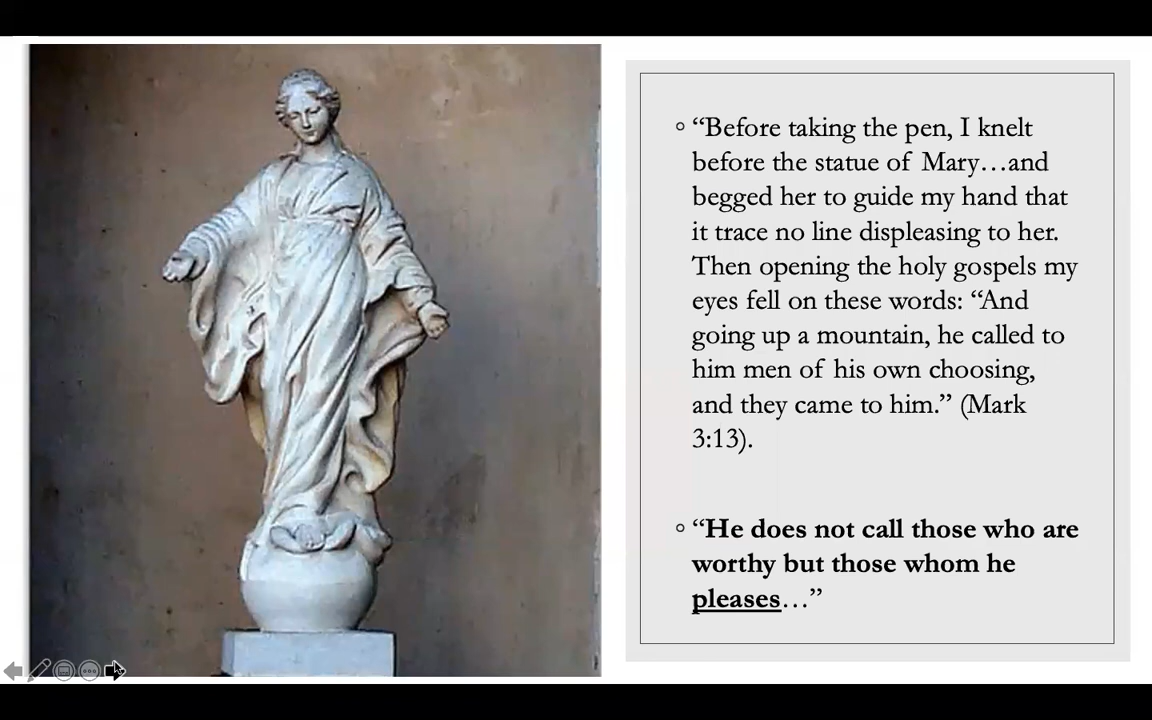 “Before taking the pen, I knelt
before the statue of Mary…and
begged her to guide my hand that
it trace no line displeasing to her.
Then opening the holy gospels my
eyes fell on these words: “And
going up a mountain, he called to
him men of his own choosing,
and they came to him.” (Mark
3:13).
“He does not call those who are
worthy but those whom he
pleases…”